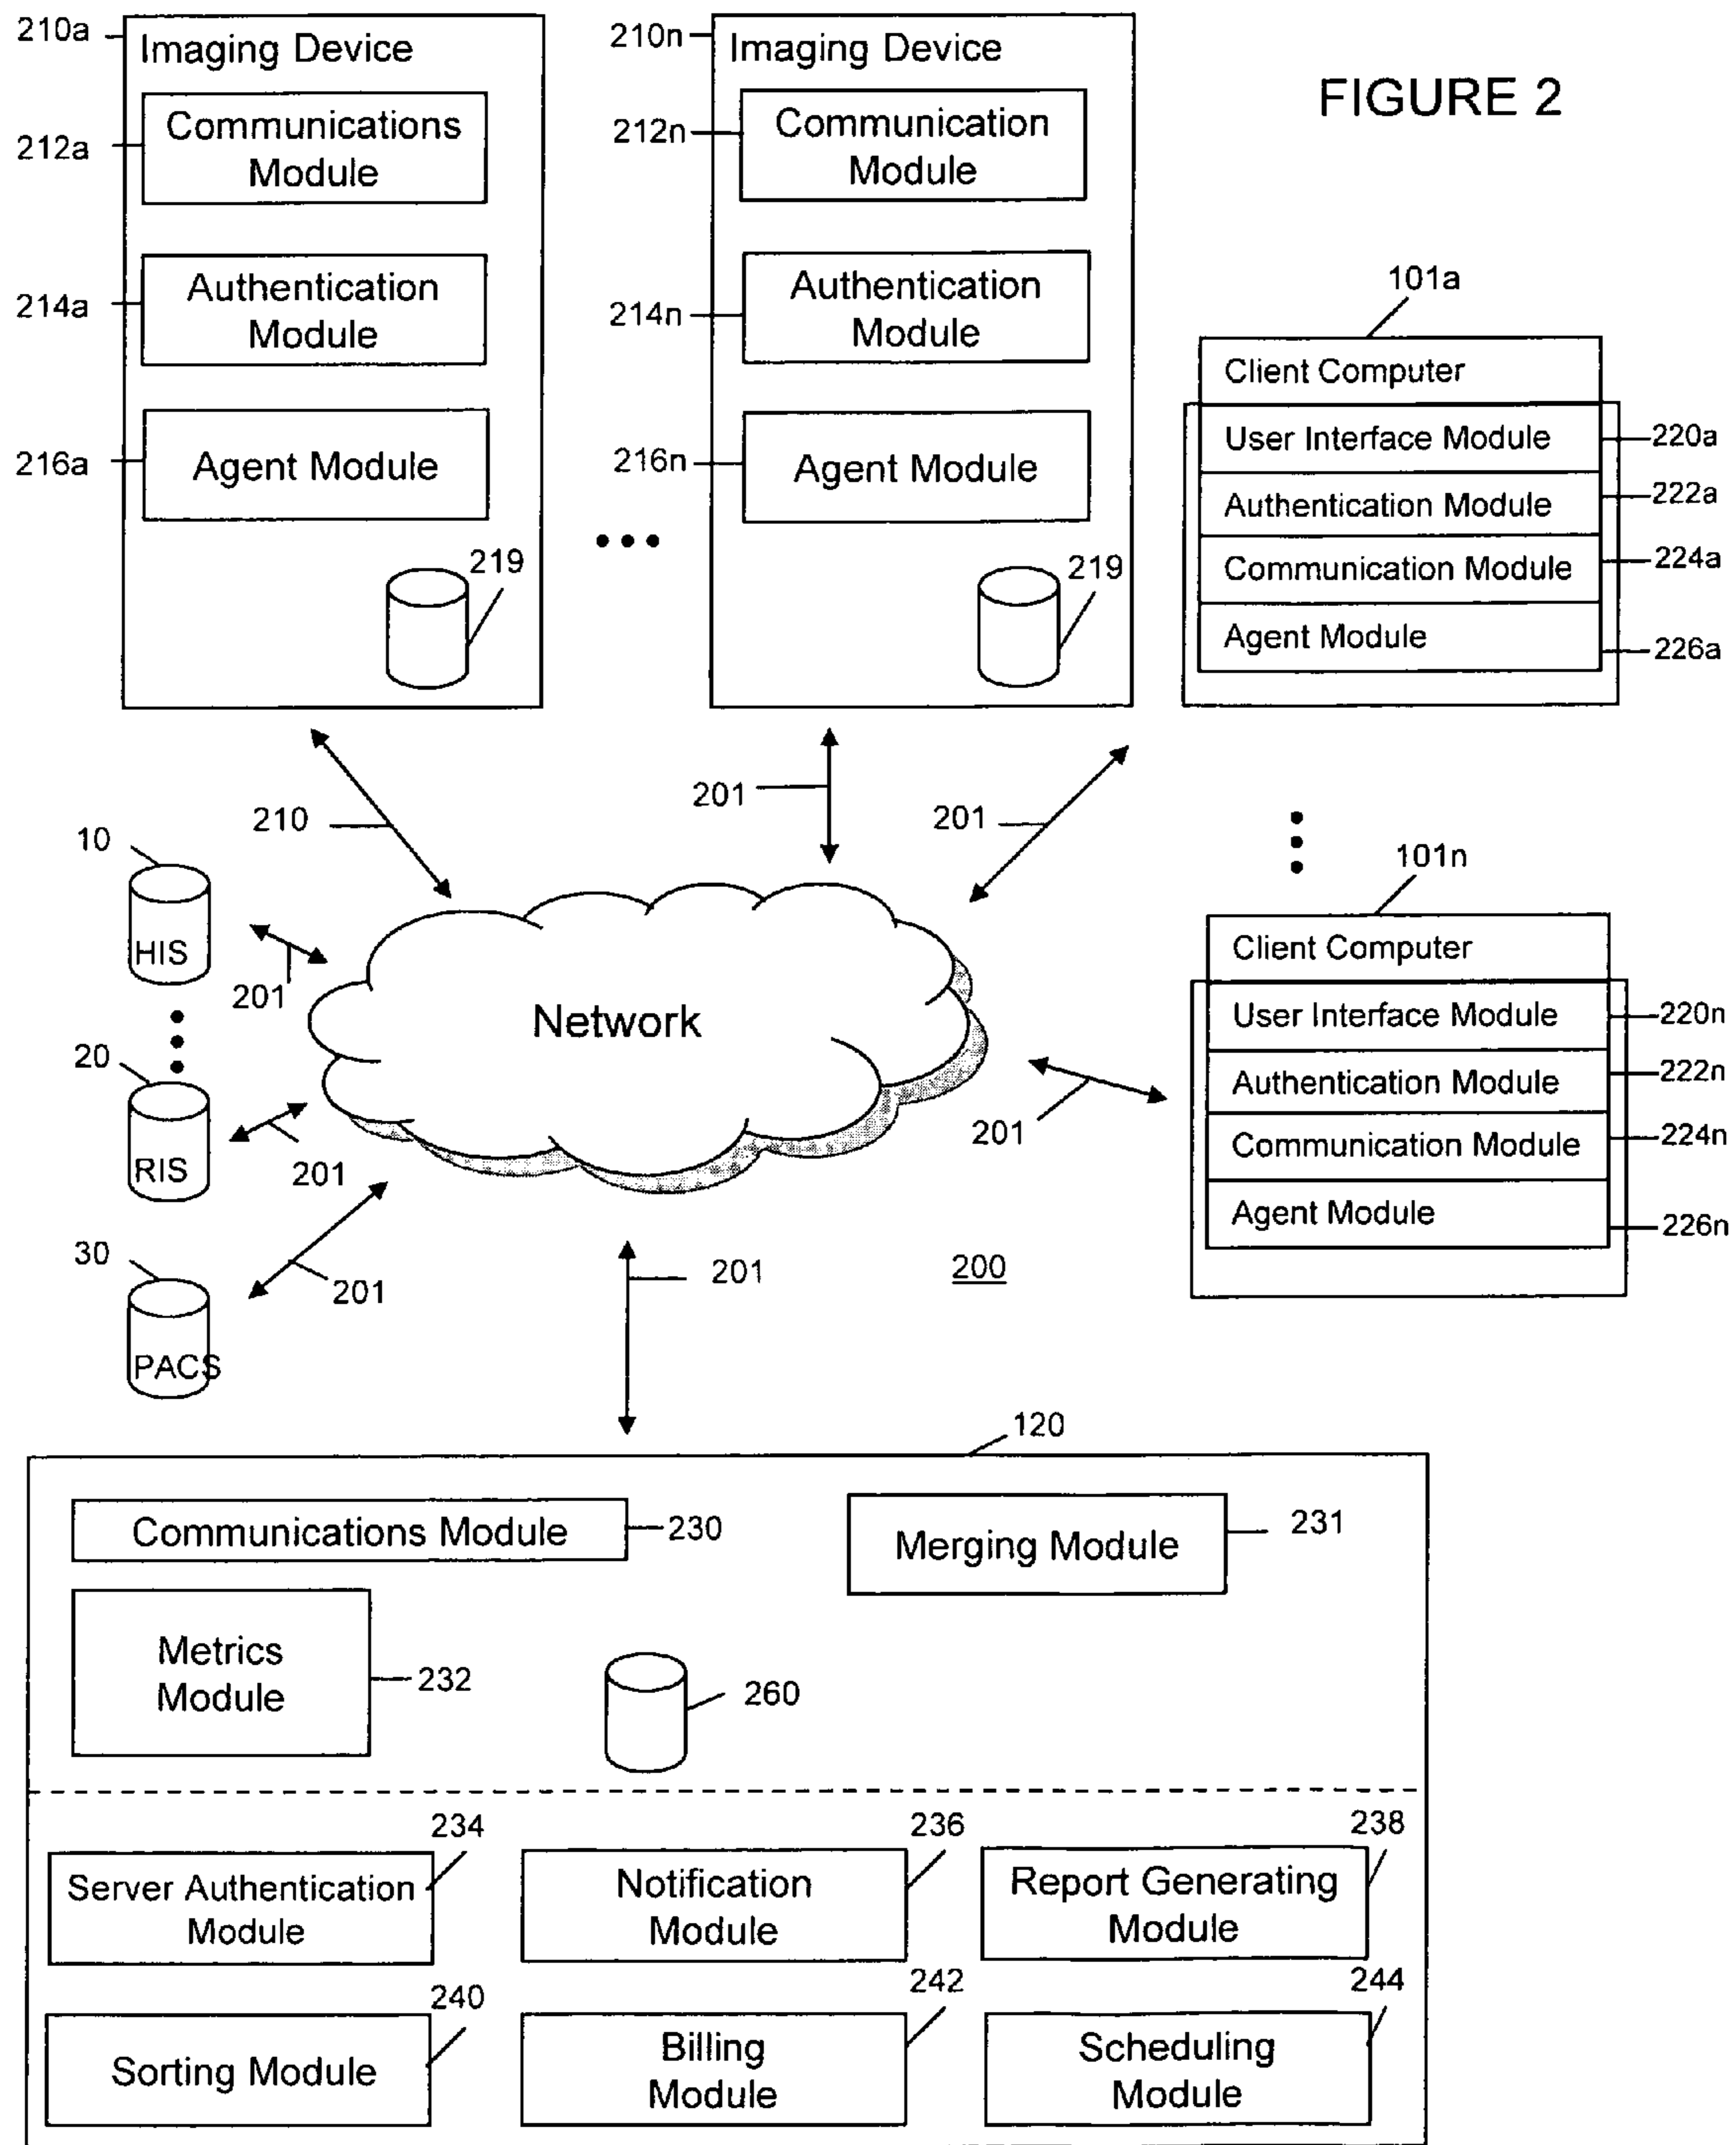 FIGURE 2
210a
Imaging Device
Communications
Module
212a
Authentication
Module
214a
Agent Module
216a
219
210n
Imaging Device
Communication
Module
212n
Authentication
Module
214n
Agent Module
216n
219
101a
Client Computer
User Interface Module
220a
Authentication Module
222a
Communication Module
224a
Agent Module
226a
210
201
201
10
HIS
201
20
RIS
201
30
PACS
201
Network
201
200
201
101n
Client Computer
User Interface Module
220n
Authentication Module
222n
Communication Module
224n
Agent Module
226n
120
Communications Module
230
Merging Module
231
Metrics
Module
232
260
234
Server Authentication
Module
236
Notification
Module
238
Report Generating
Module
240
Sorting Module
242
Billing
Module
244
Scheduling
Module